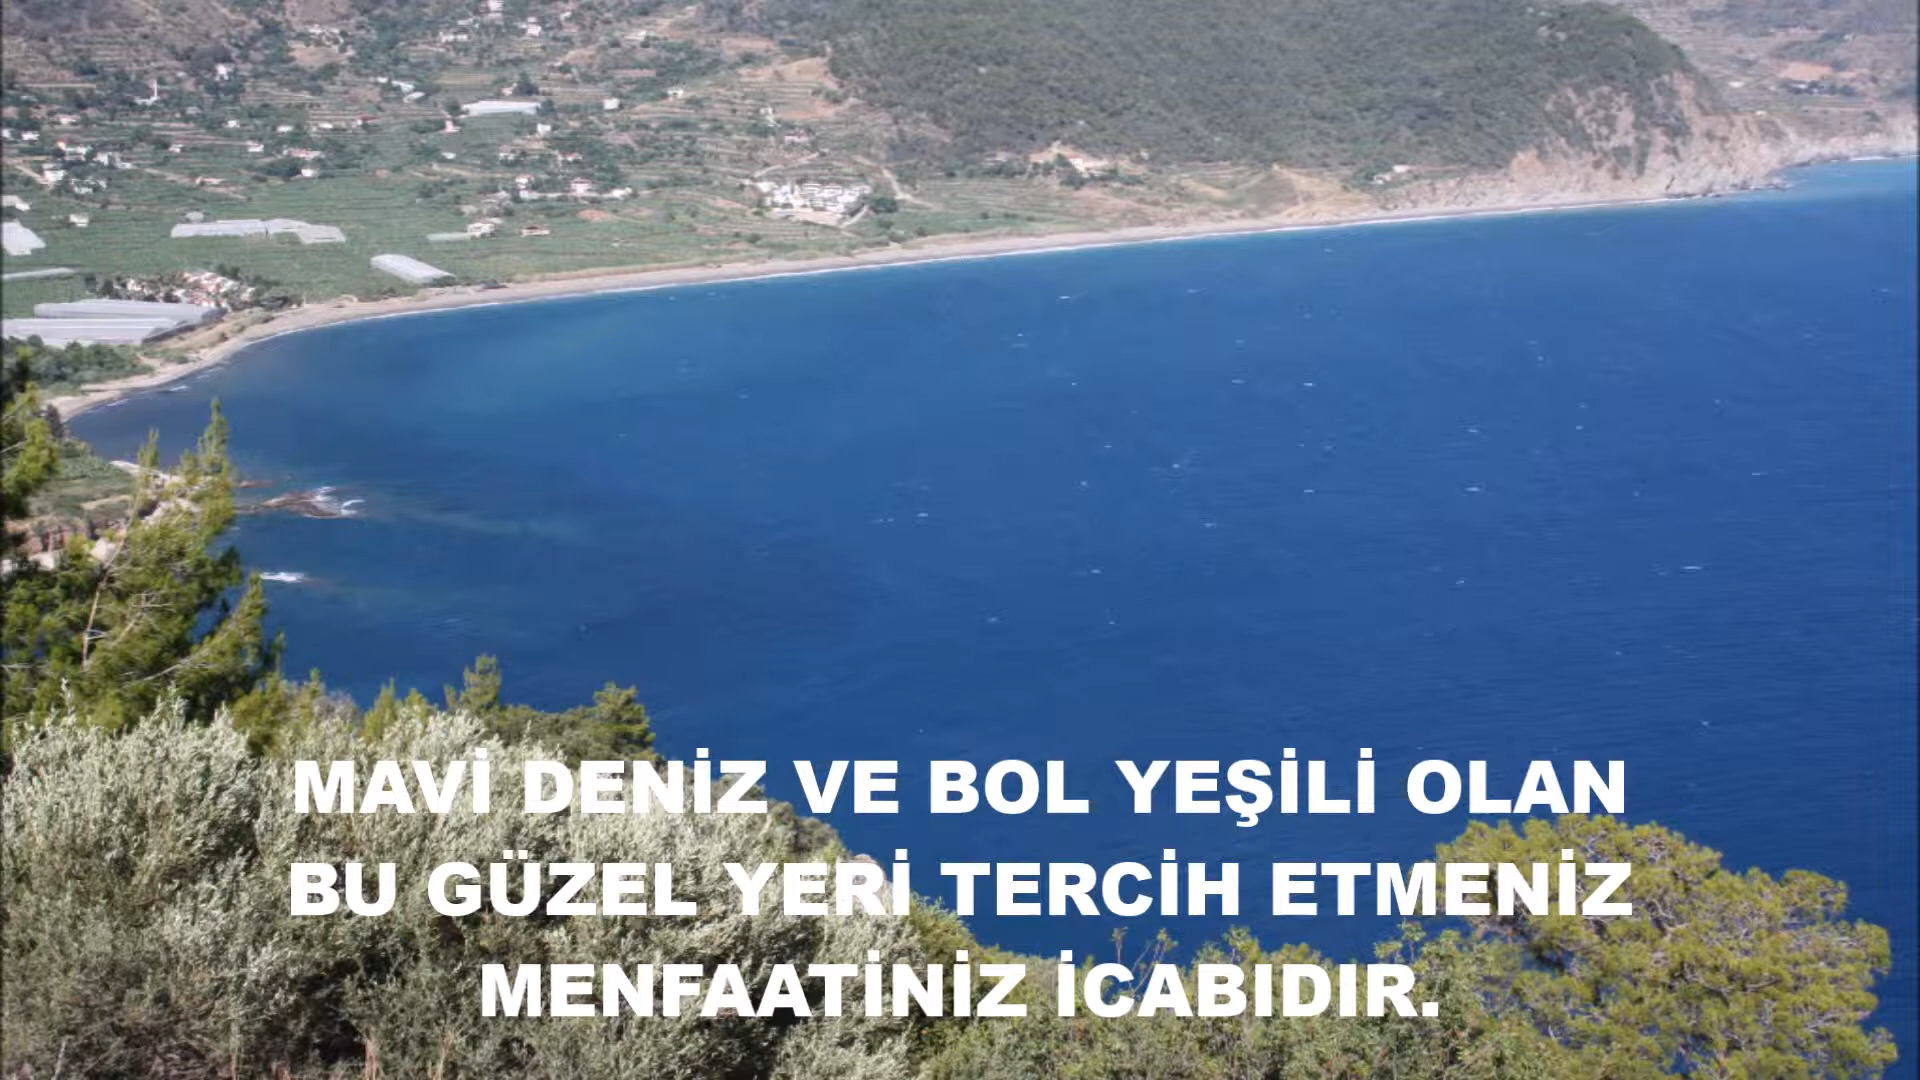 MAVİ DENİZ VE BOL YEŞİLİ OLAN
BU GÜZEL YERİ TERCİH ETMENİZ
MENFAATİNİZ İCABIDIR.